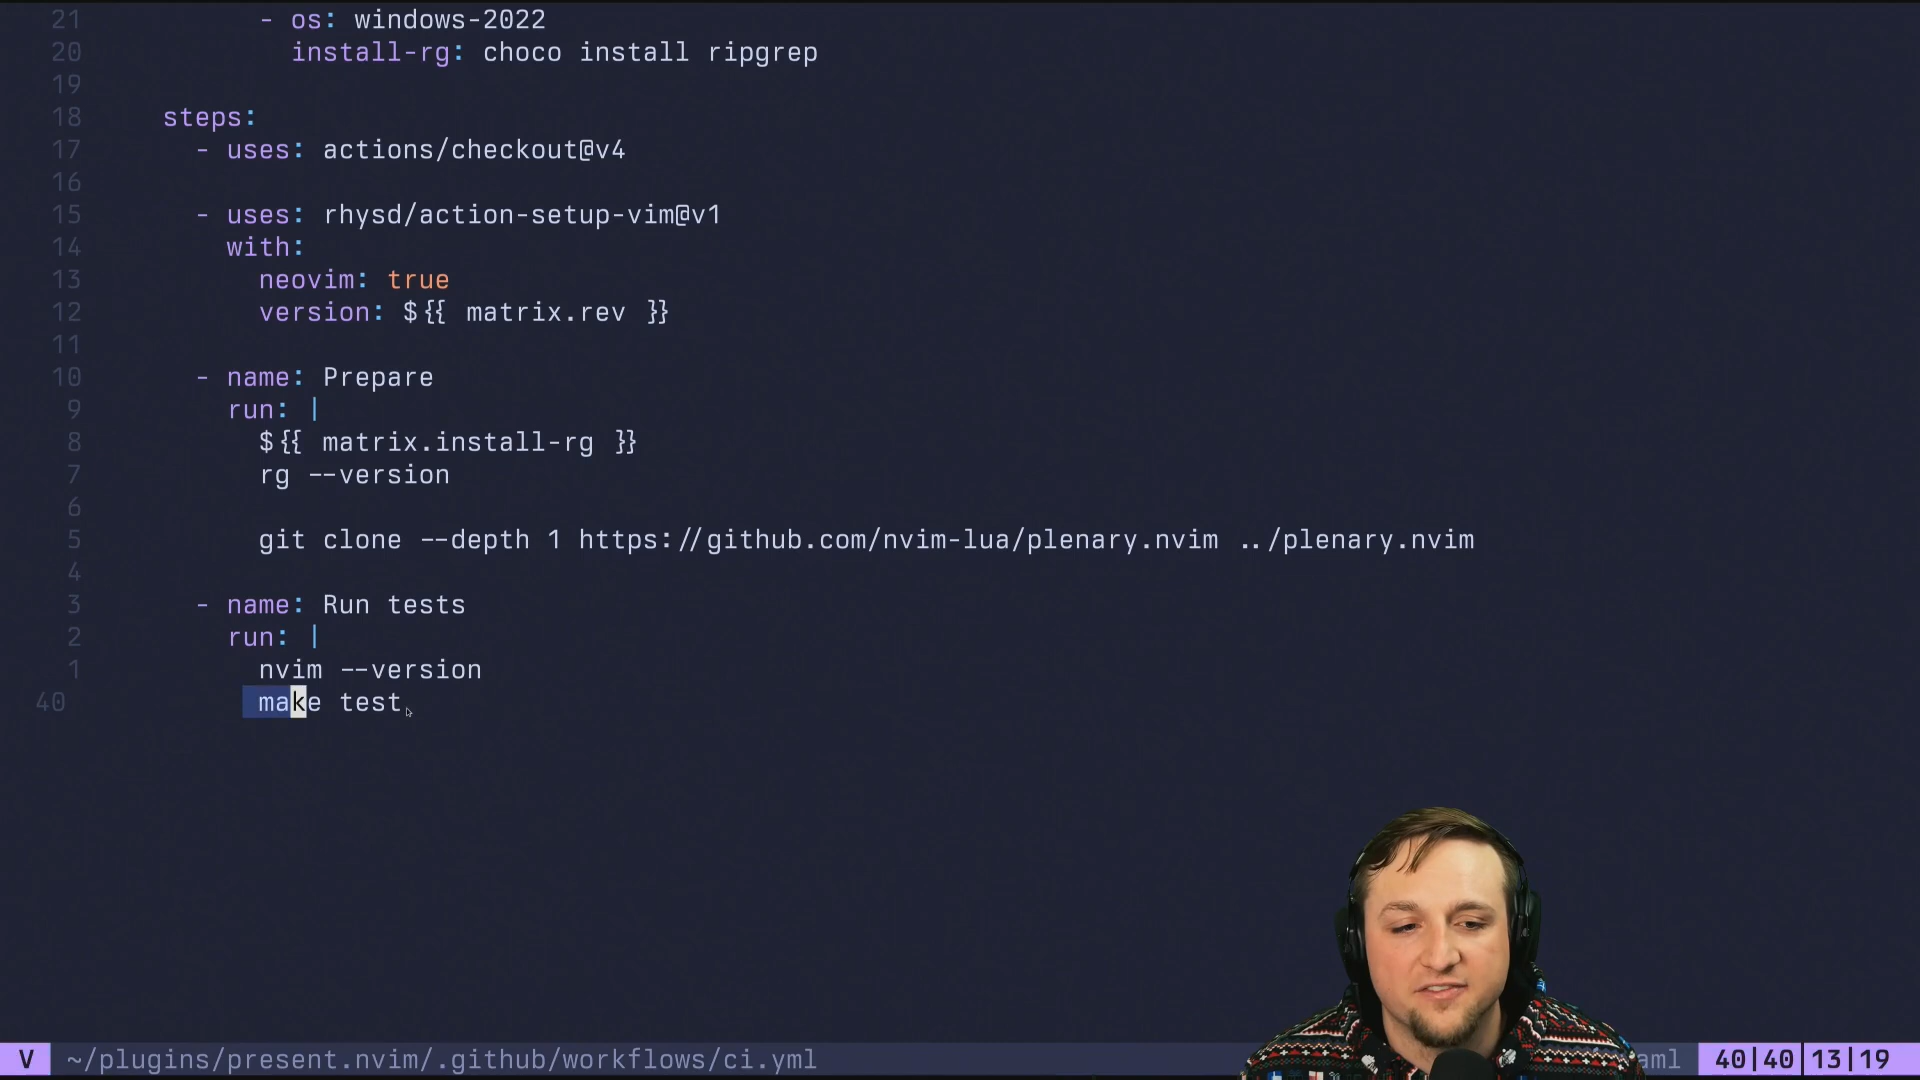 21 - os: windows-2022
20 install-rg: choco install ripgrep
19
18 steps:
17 - uses: actions/checkout@v4
16
15 - uses: rhysd/action-setup-vim@v1
14 with:
13 neovim: true
12 version: ${{ matrix.rev }}
11
10 - name: Prepare
9 run: |
8 ${{ matrix.install-rg }}
7 rg --version
6
5 git clone --depth 1 https://github.com/nvim-lua/plenary.nvim ../plenary.nvim
4
3 - name: Run tests
2 run: |
1 nvim --version
40 make test
V ~/plugins/present.nvim/.github/workflows/ci.yml aml 40|40|13|19